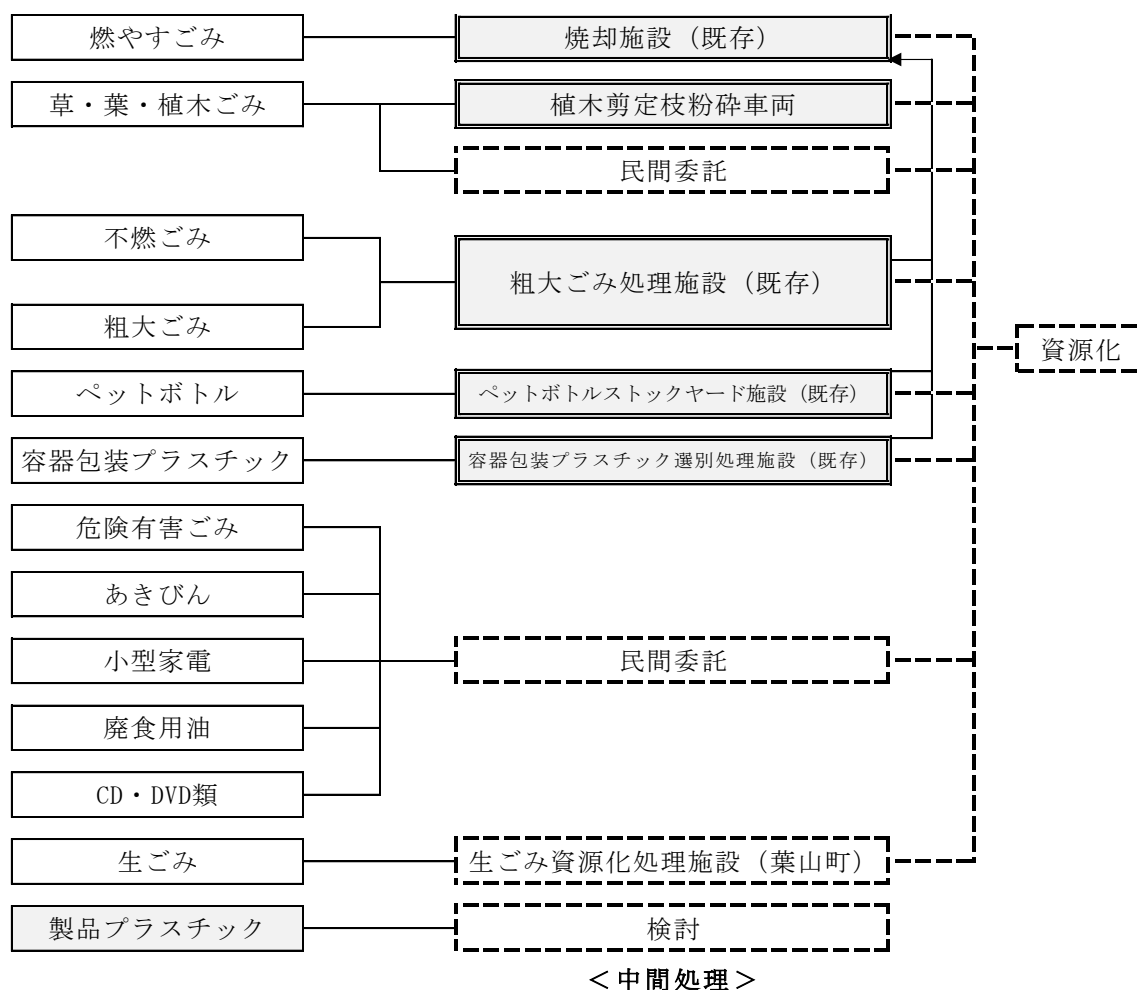 燃やすごみ
焼却施設（既存）
草・葉・植木ごみ
植木剪定枝粉砕車両
民間委託
不燃ごみ
粗大ごみ処理施設（既存）
粗大ごみ
資源化
ペットボトル
ペットボトルストックヤード施設（既存）
容器包装プラスチック
容器包装プラスチック選別処理施設（既存）
危険有害ごみ
あきびん
小型家電
民間委託
廃食用油
CD・DVD類
生ごみ
生ごみ資源化処理施設（葉山町）
製品プラスチック
検討
＜中間処理＞